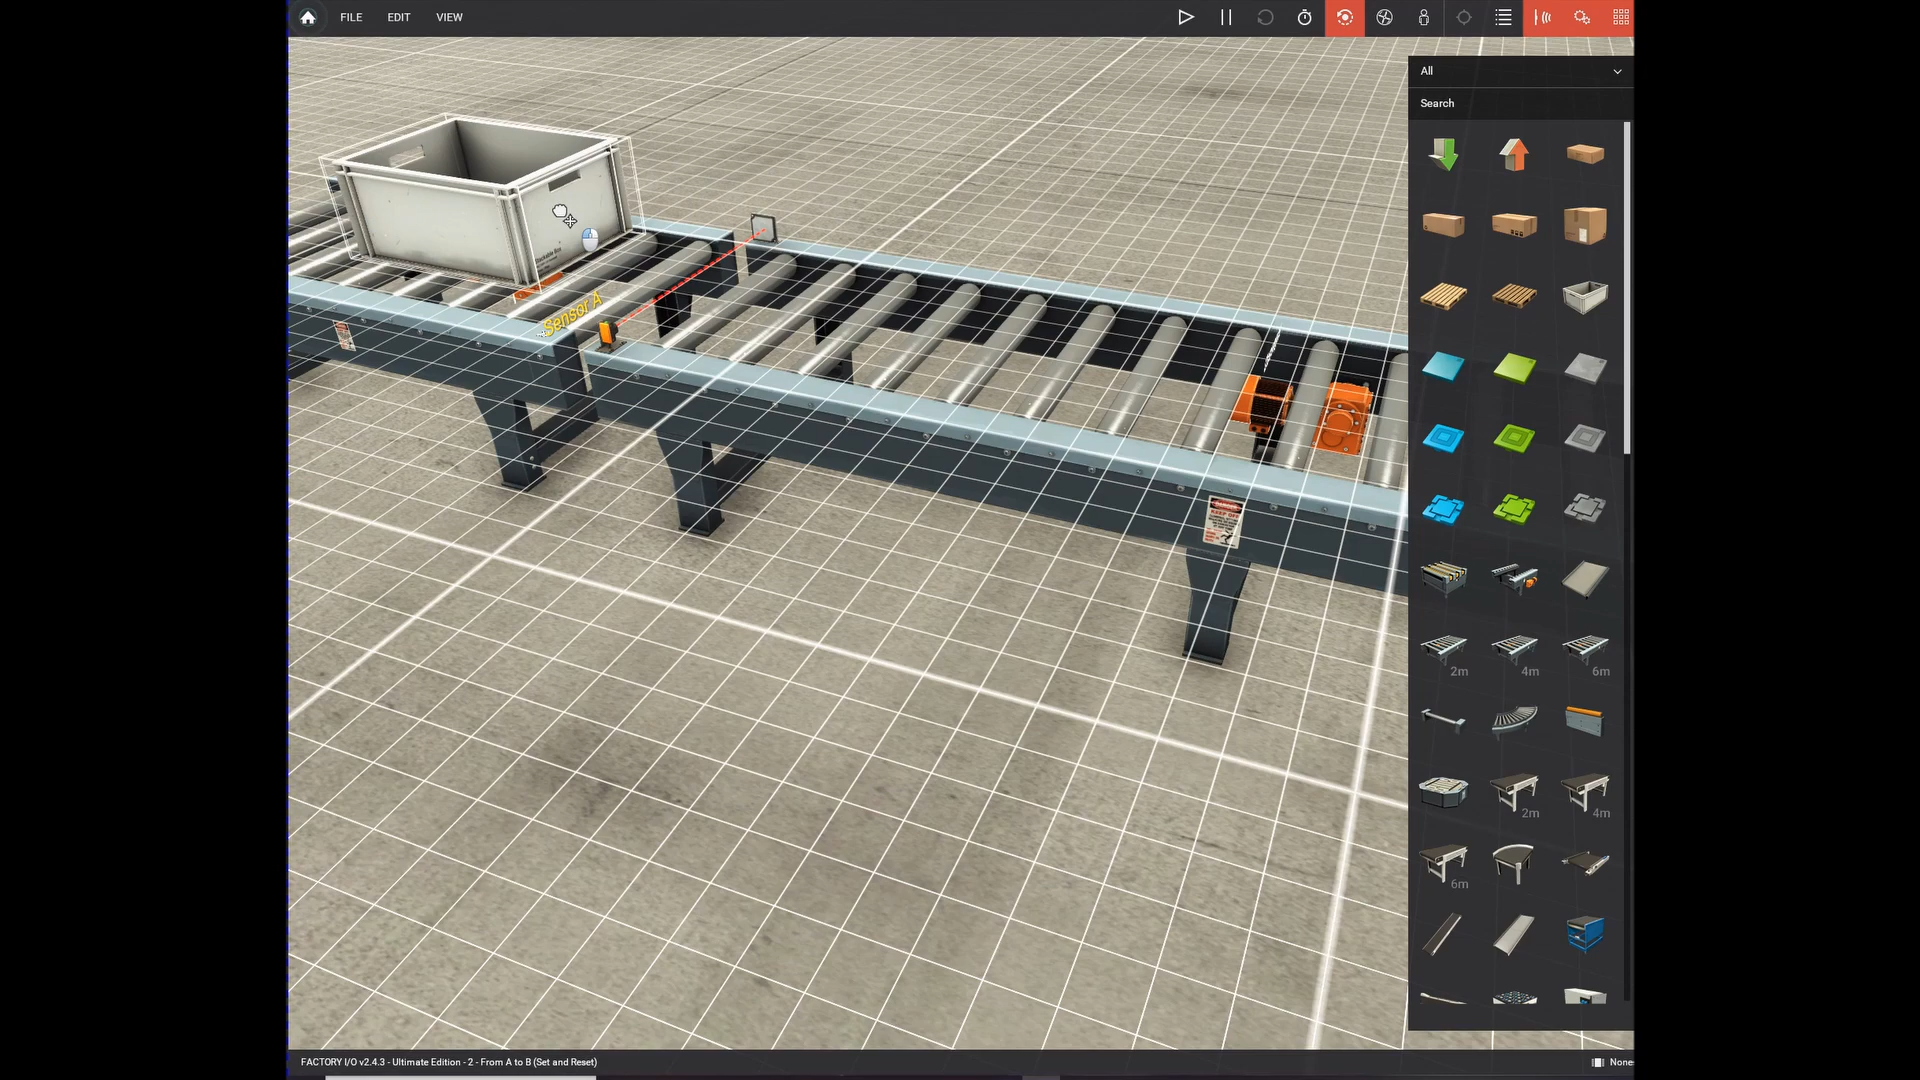 FILE EDIT VIEW
All
Search
Sensor A
2m 4m 6m
2m 4m
6m
FACTORY I/O v2.4.3 - Ultimate Edition - 2 - From A to B (Set and Reset)
None